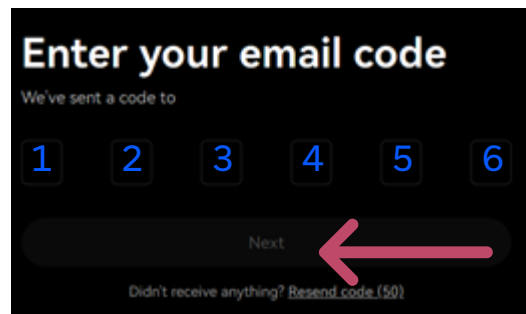 Enter your email code
We've sent a code to
1 2 3 4 5 6
Next
Didn't receive anything? Resend code (50)